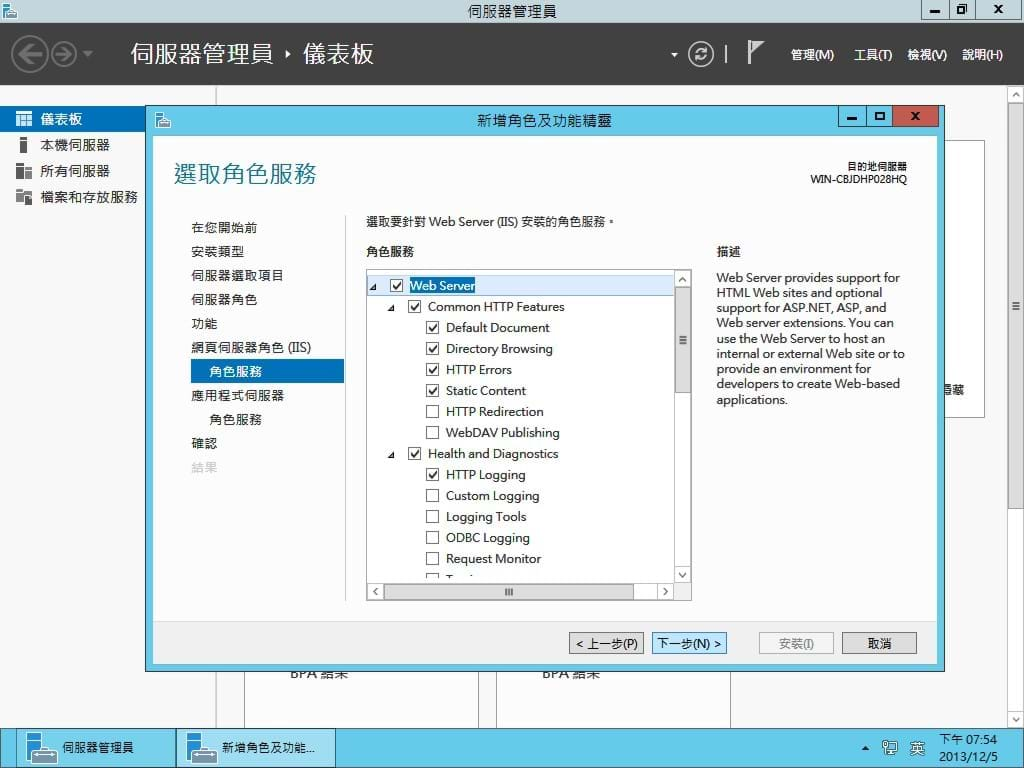 伺服器管理員
伺服器管理員 ‣ 儀表板
管理(M) 工具(T) 檢視(V) 說明(H)
儀表板
本機伺服器
所有伺服器
檔案和存放服務
新增角色及功能精靈
選取角色服務
目的地伺服器
WIN-CBJDHP028HQ
在您開始前
安裝類型
伺服器選取項目
伺服器角色
功能
網頁伺服器角色 (IIS)
角色服務
應用程式伺服器
角色服務
確認
結果
選取要針對 Web Server (IIS) 安裝的角色服務。
角色服務
Web Server
Common HTTP Features
Default Document
Directory Browsing
HTTP Errors
Static Content
HTTP Redirection
WebDAV Publishing
Health and Diagnostics
HTTP Logging
Custom Logging
Logging Tools
ODBC Logging
Request Monitor
描述
Web Server provides support for
HTML Web sites and optional
support for ASP.NET, ASP, and
Web server extensions. You can
use the Web Server to host an
internal or external Web site or to
provide an environment for
developers to create Web-based
applications.
< 上一步(P) 下一步(N) > 安裝(I) 取消
BPA 結果 BPA 結果
伺服器管理員 新增角色及功能... 英 下午 07:54
2013/12/5